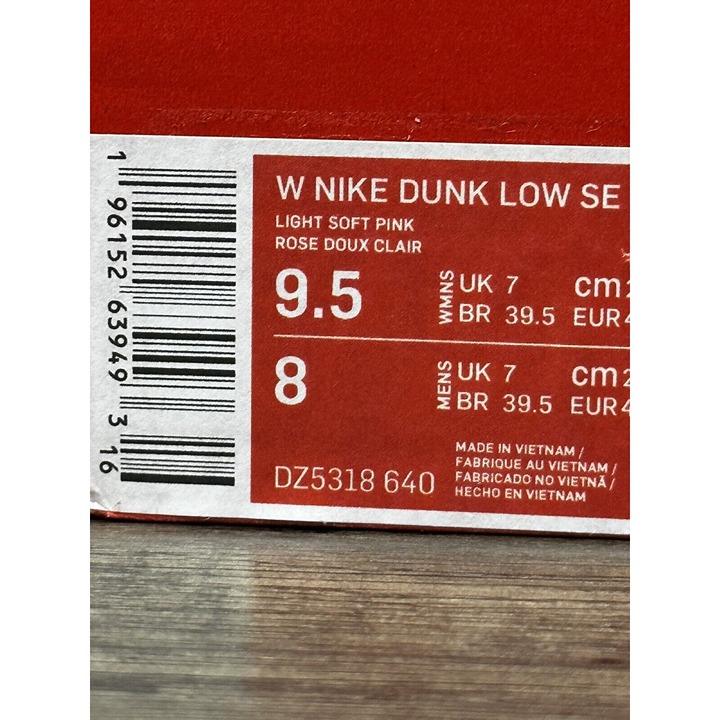 1 96152 63949 3 16
W NIKE DUNK LOW SE
LIGHT SOFT PINK
ROSE DOUX CLAIR
9.5
WMNS
UK 7 cm
BR 39.5 EUR
8
MENS
UK 7 cm
BR 39.5 EUR
DZ5318 640
MADE IN VIETNAM /
FABRIQUE AU VIETNAM /
FABRICADO NO VIETNÃ /
HECHO EN VIETNAM